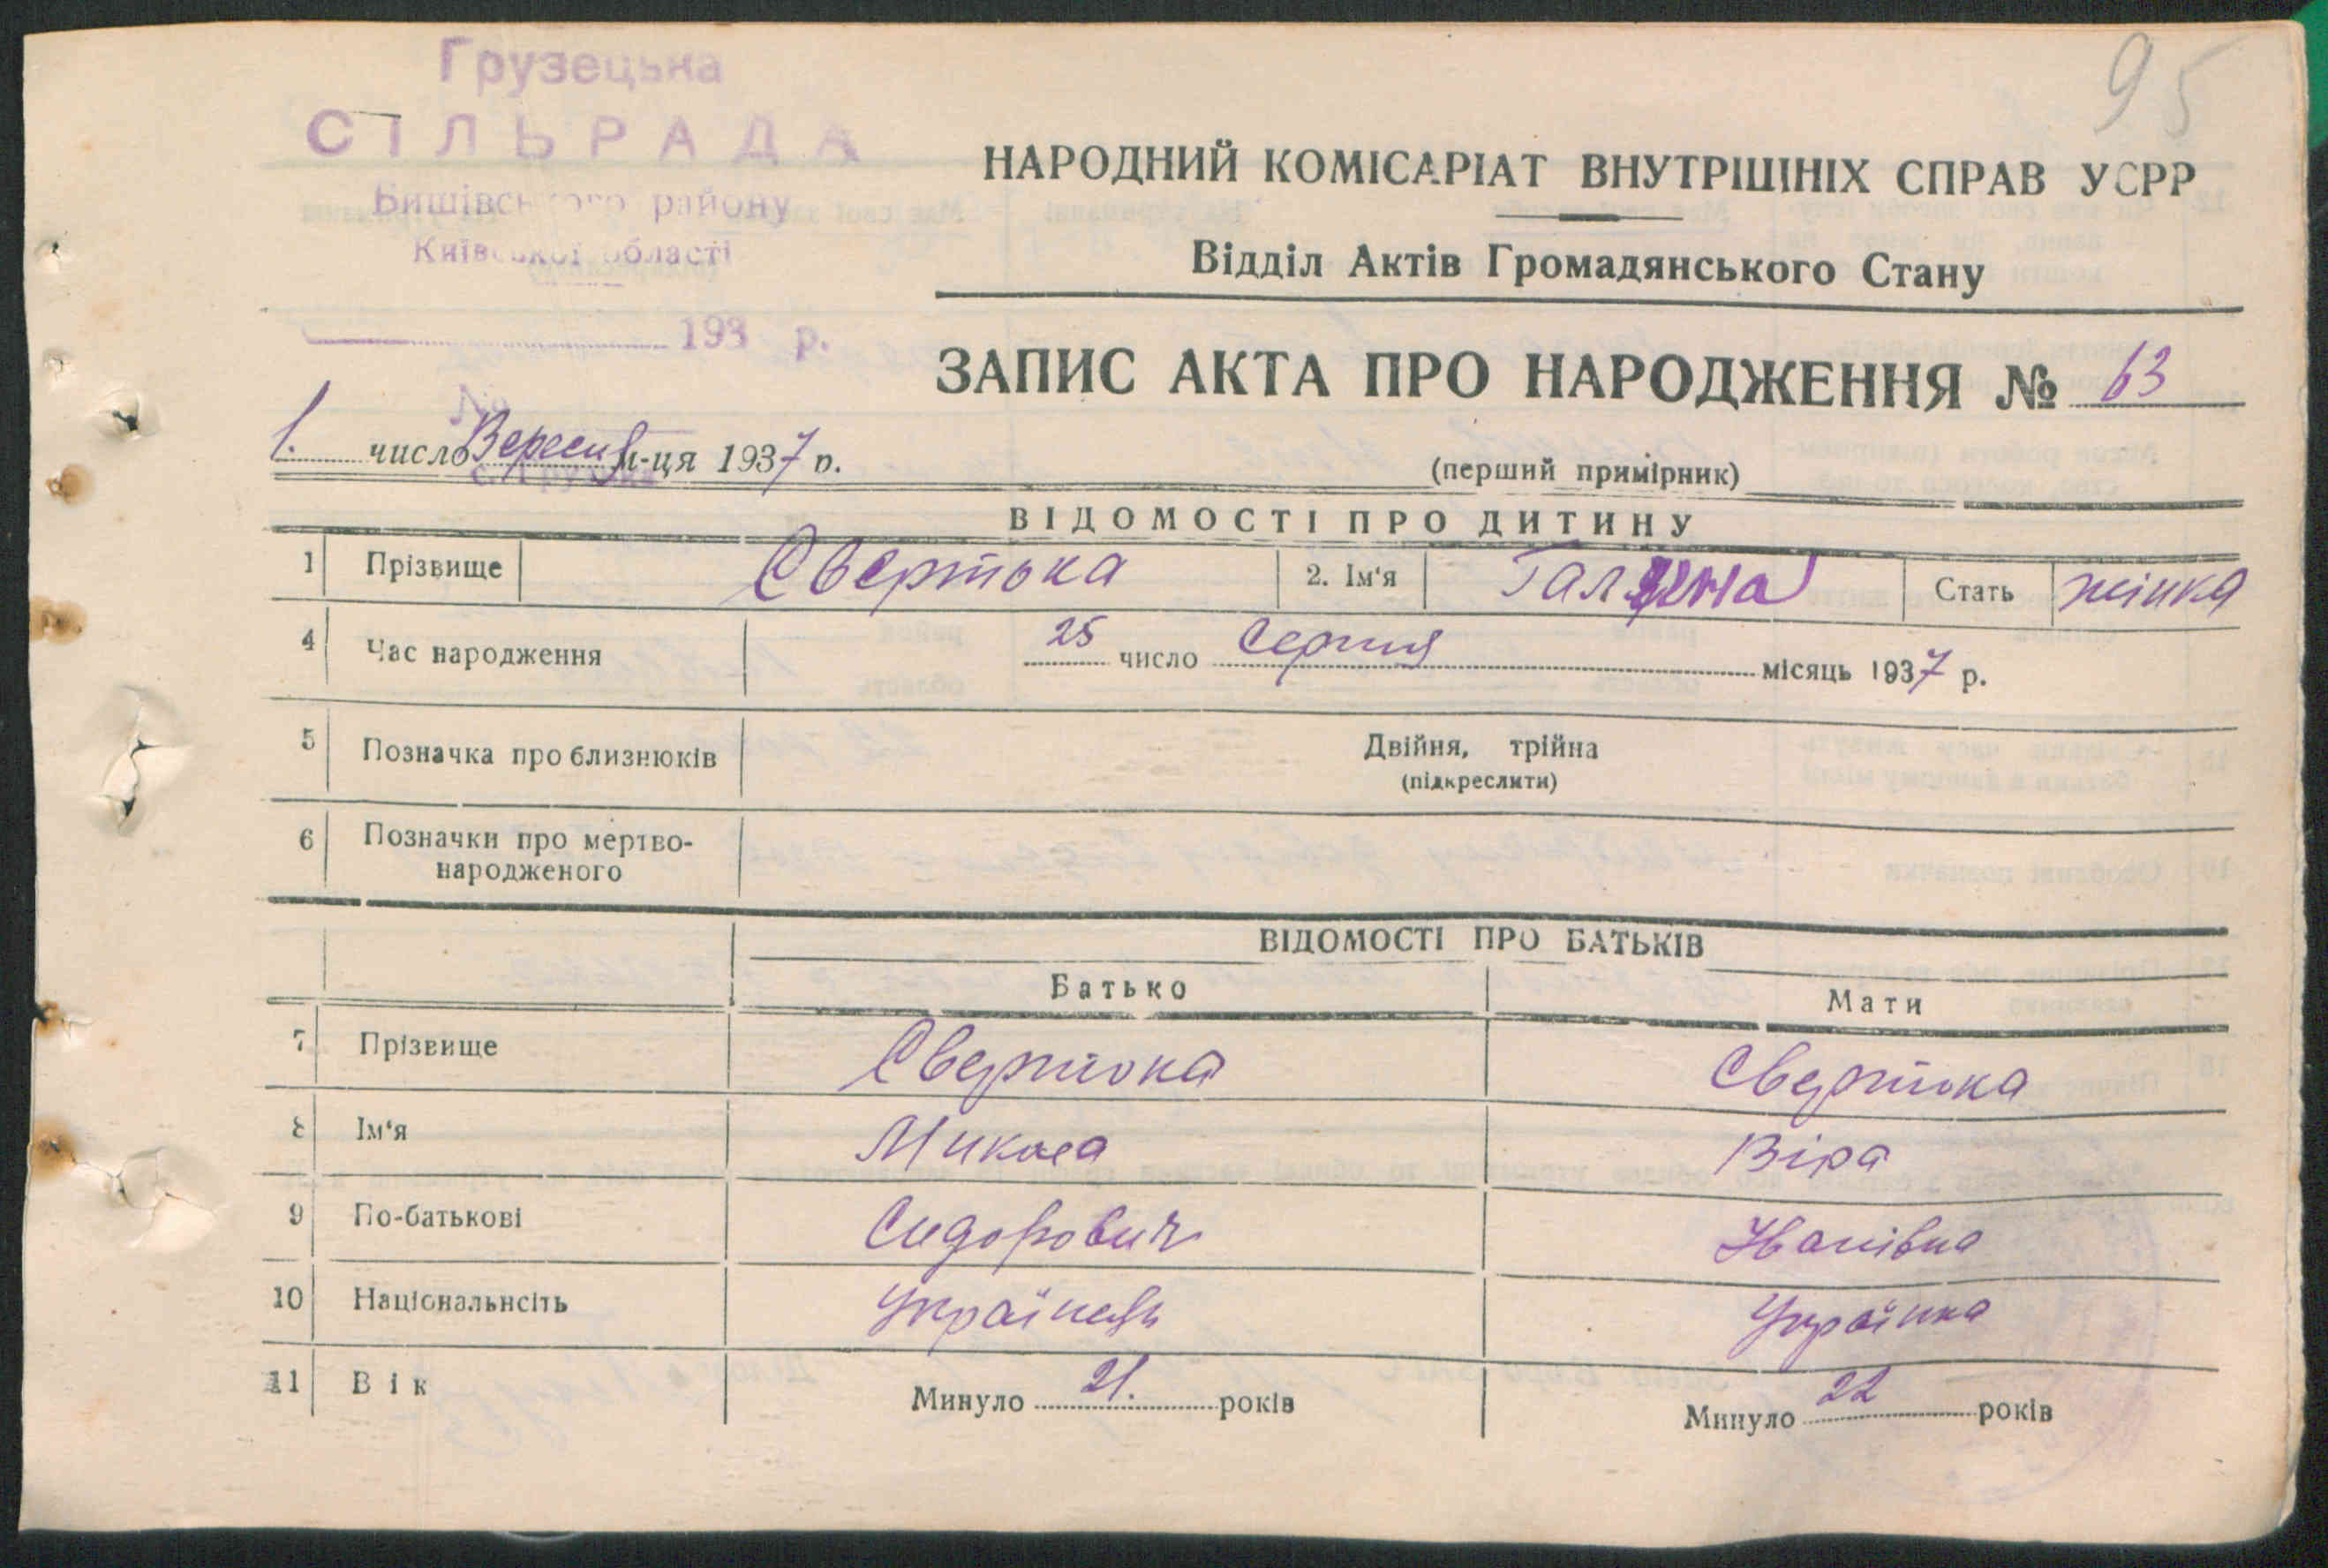 95
Грузецька
СІЛЬРАДА
Бишівського району
Київської області
193 р.
№
с. Грузька
НАРОДНИЙ КОМІСАРІАТ ВНУТРІШНІХ СПРАВ УСРР
Відділ Актів Громадянського Стану
ЗАПИС АКТА ПРО НАРОДЖЕННЯ № 63
1. число Вересня м-ця 1937 р.
(перший примірник)
ВІДОМОСТІ ПРО ДИТИНУ
1 Прізвище Свертока 2. Ім'я Галина Стать жінка
4 Час народження 25 число Серпня місяць 1937 р.
5 Позначка про близнюків Двійня, трійна
(підкреслити)
6 Позначки про мертво-
народженого
ВІДОМОСТІ ПРО БАТЬКІВ
Батько Мати
7 Прізвище Свертока Свертока
8 Ім'я Микола Віра
9 По-батькові Сидорович Іванівна
10 Національнсіть Українець Українка
11 Вік Минуло 21. років Минуло 22 років